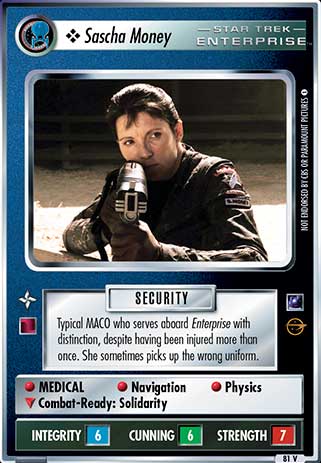 ❖ Sascha Money
STAR TREK
ENTERPRISE™
NOT ENDORSED BY CBS OR PARAMOUNT PICTURES
SECURITY
Typical MACO who serves aboard Enterprise with
distinction, despite having been injured more
than once. She sometimes picks up the wrong uniform.
MEDICAL Navigation Physics
Combat-Ready: Solidarity
INTEGRITY 6 CUNNING 6 STRENGTH 7
81 V